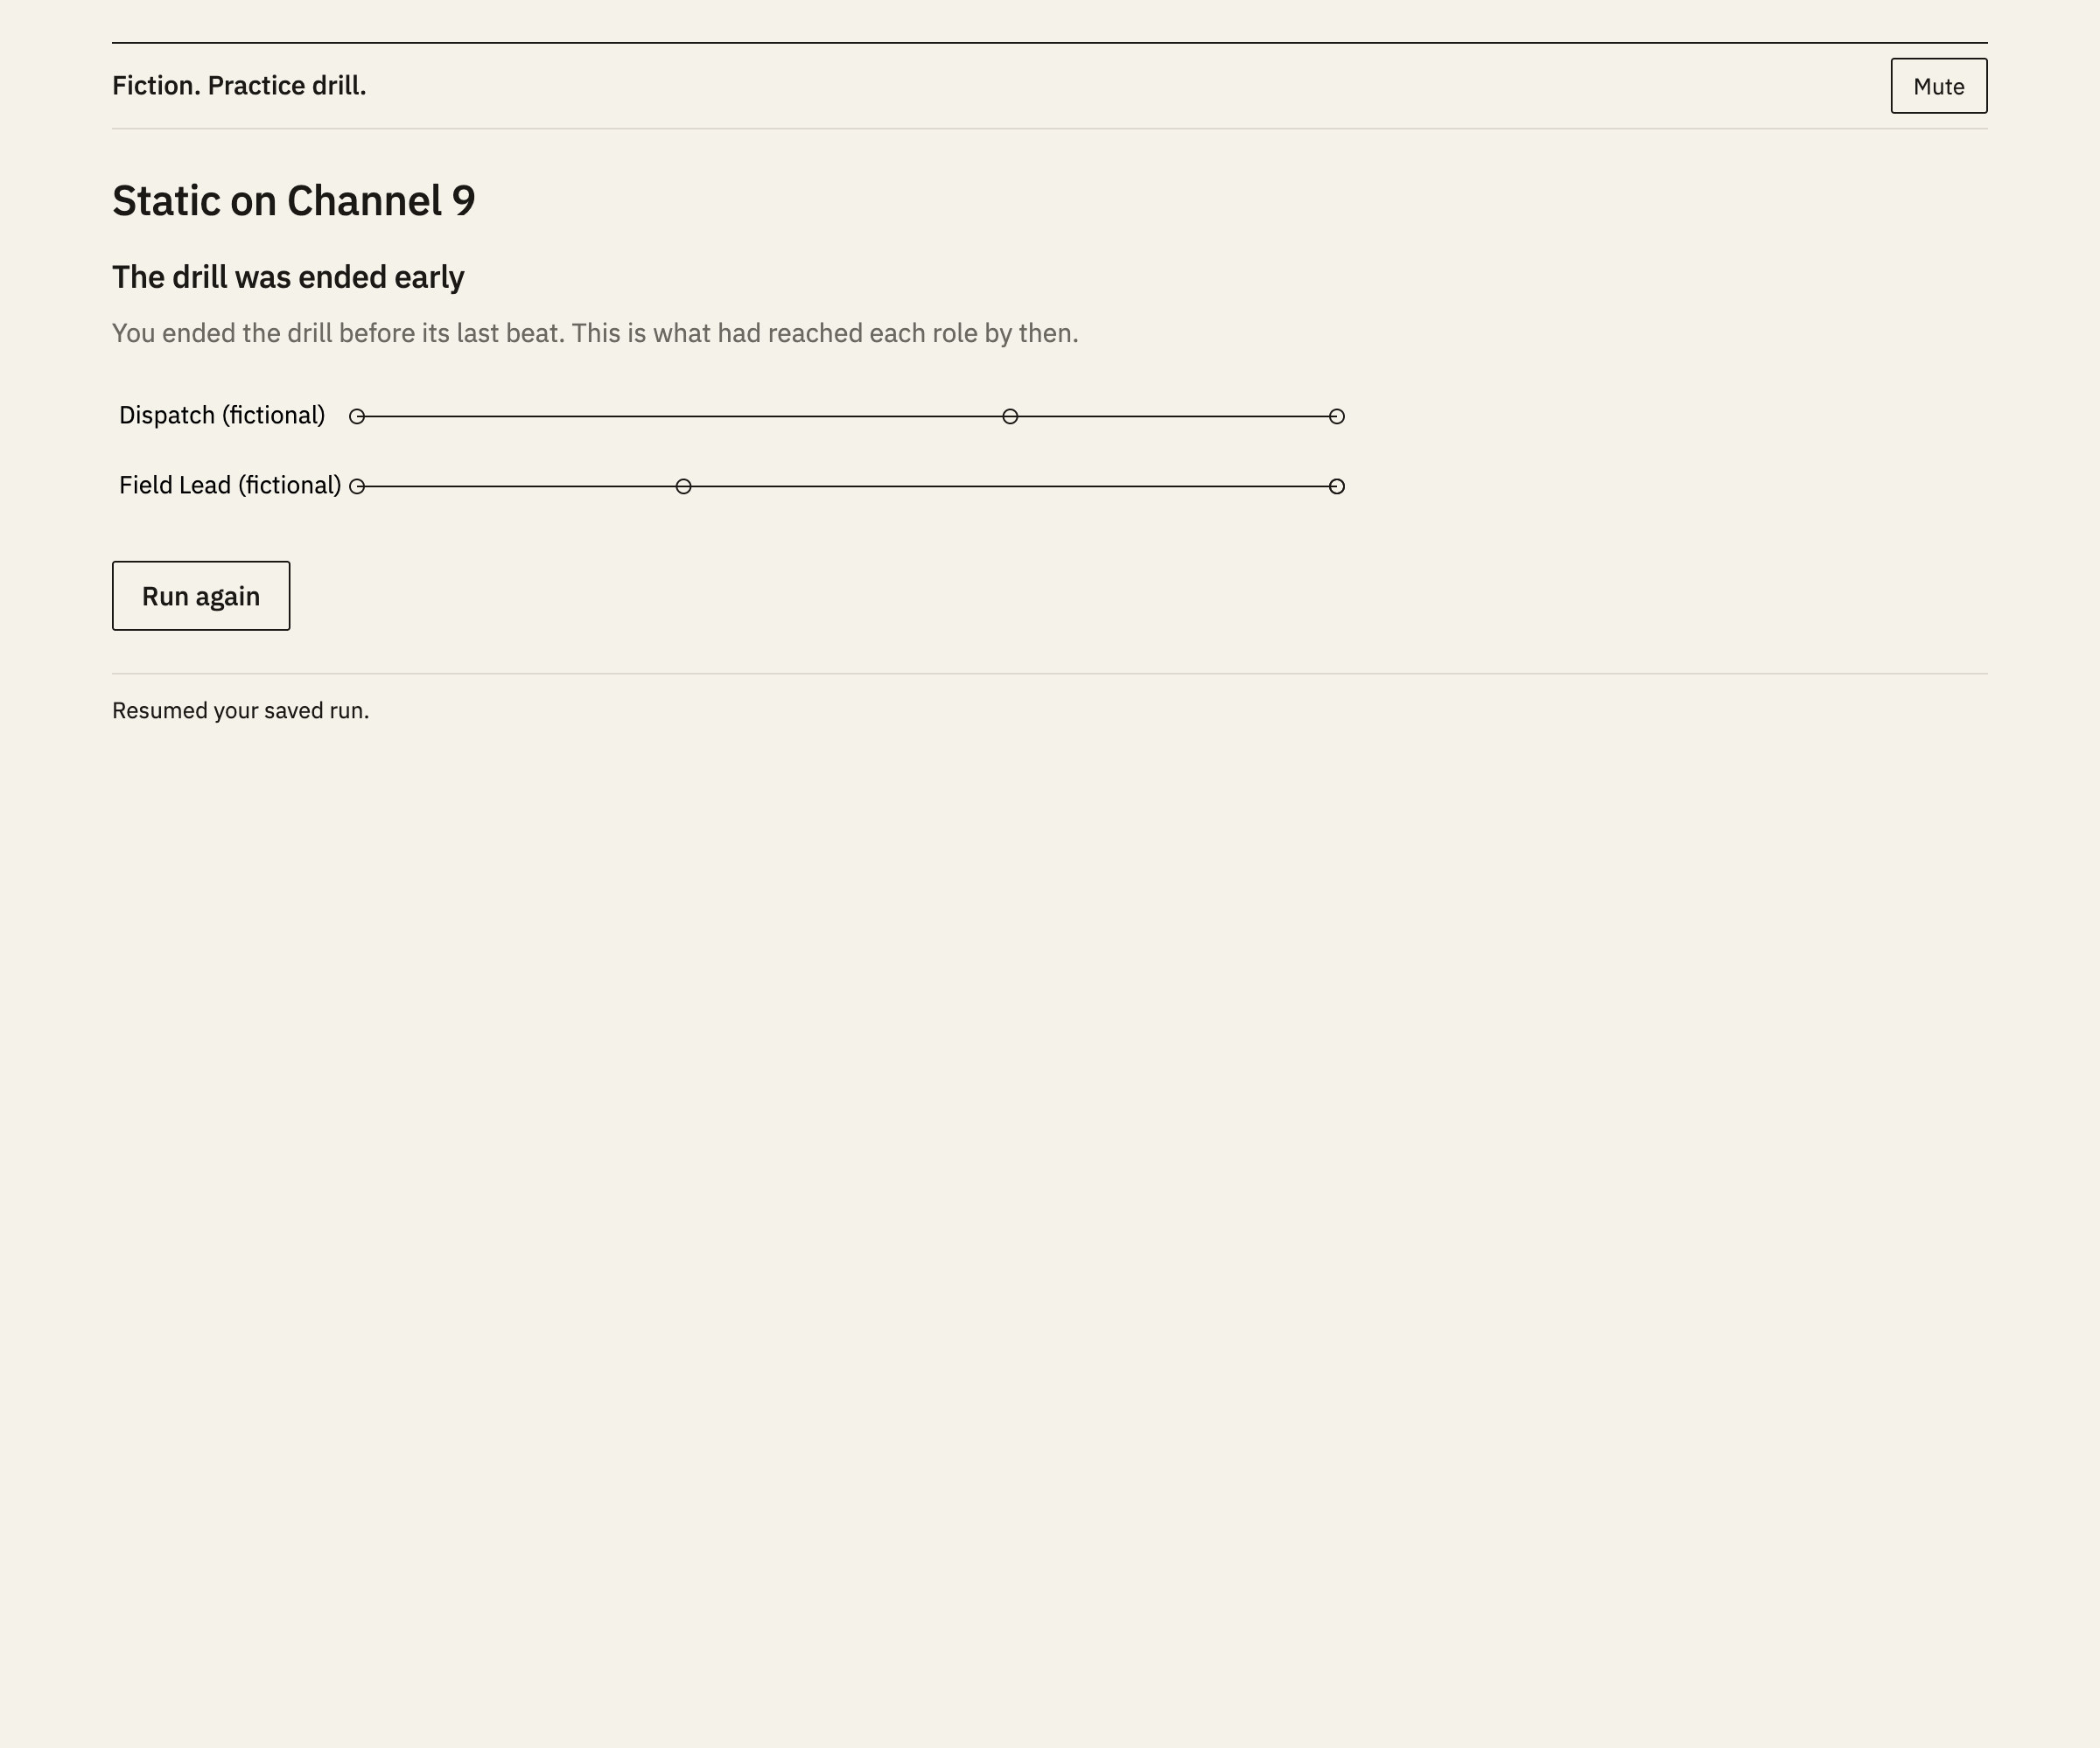 Fiction. Practice drill.
Mute
Static on Channel 9
The drill was ended early
You ended the drill before its last beat. This is what had reached each role by then.
Dispatch (fictional)
Field Lead (fictional)
Run again
Resumed your saved run.